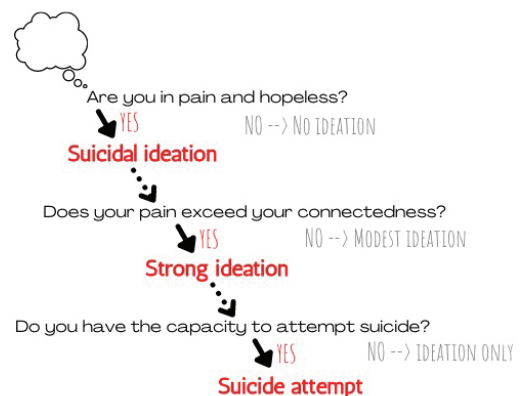 Are you in pain and hopeless?
YES
NO --> No ideation
Suicidal ideation
Does your pain exceed your connectedness?
YES
NO --> Modest ideation
Strong ideation
Do you have the capacity to attempt suicide?
YES
NO --> ideation only
Suicide attempt